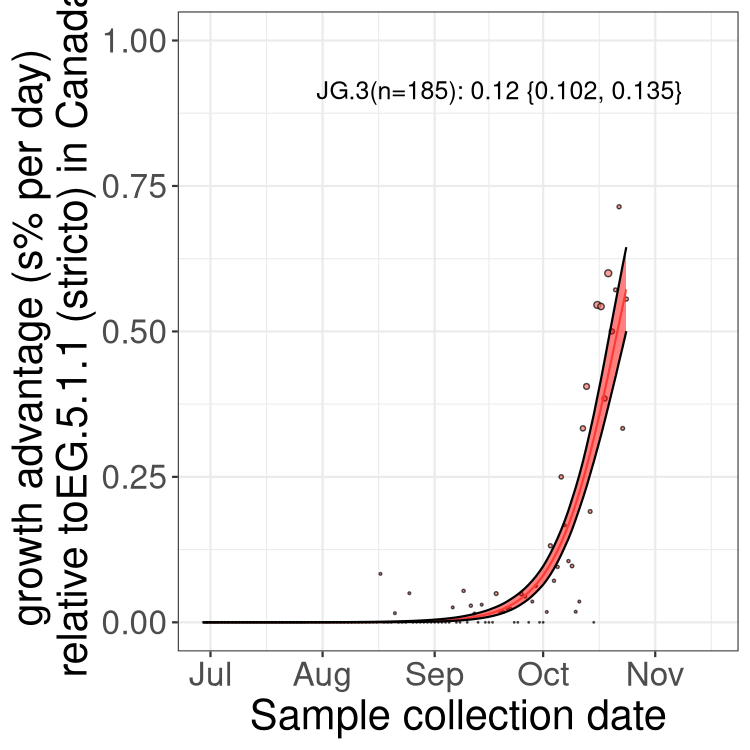 growth advantage (s% per day)
relative toEG.5.1.1 (stricto) in Canada
1.00
JG.3(n=185): 0.12 {0.102, 0.135}
0.75
0.50
0.25
0.00
Jul Aug Sep Oct Nov
Sample collection date